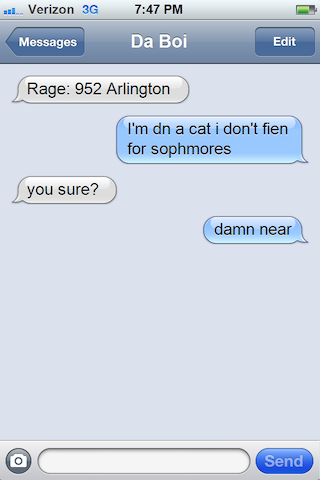 Verizon 3G 7:47 PM
Messages Da Boi Edit
Rage: 952 Arlington
I'm dn a cat i don't fien
for sophmores
you sure?
damn near
Send